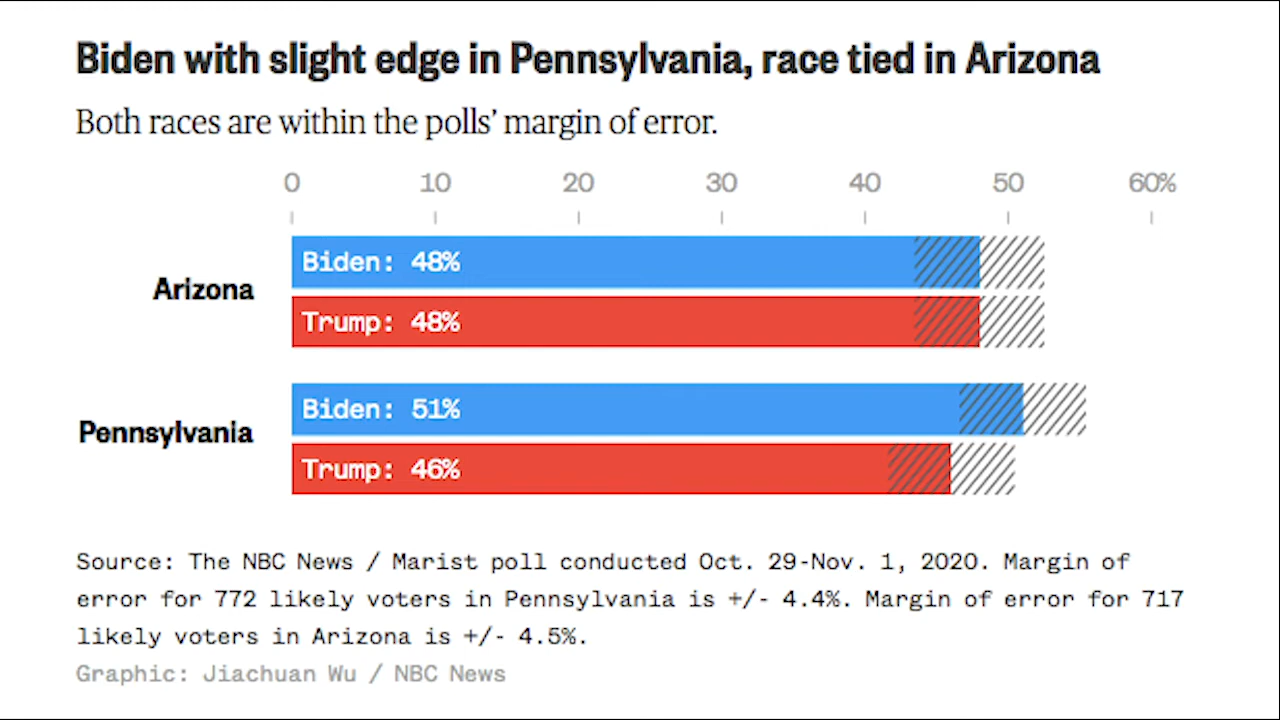 Biden with slight edge in Pennsylvania, race tied in Arizona
Both races are within the polls’ margin of error.
0 10 20 30 40 50 60%
Arizona
Biden: 48%
Trump: 48%
Pennsylvania
Biden: 51%
Trump: 46%
Source: The NBC News / Marist poll conducted Oct. 29-Nov. 1, 2020. Margin of
error for 772 likely voters in Pennsylvania is +/- 4.4%. Margin of error for 717
likely voters in Arizona is +/- 4.5%.
Graphic: Jiachuan Wu / NBC News